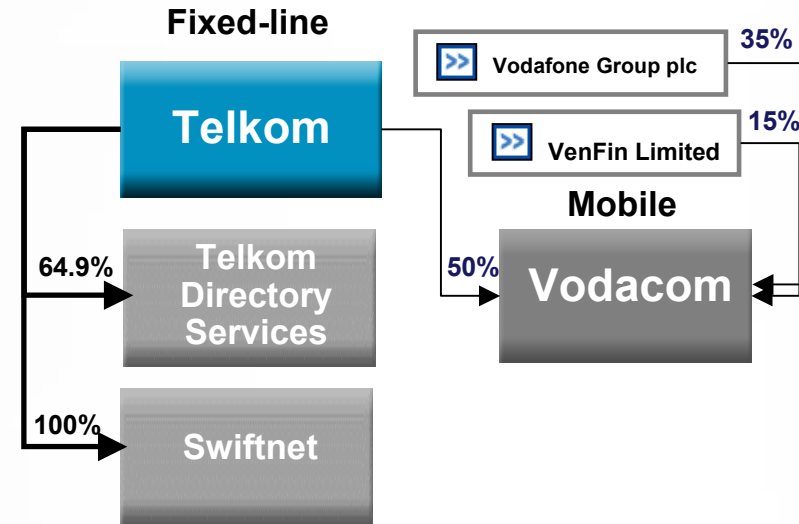 Fixed-line
Telkom
64.9%
Telkom
Directory
Services
100%
Swiftnet
>> Vodafone Group plc
35%
>> VenFin Limited
15%
Mobile
50%
Vodacom